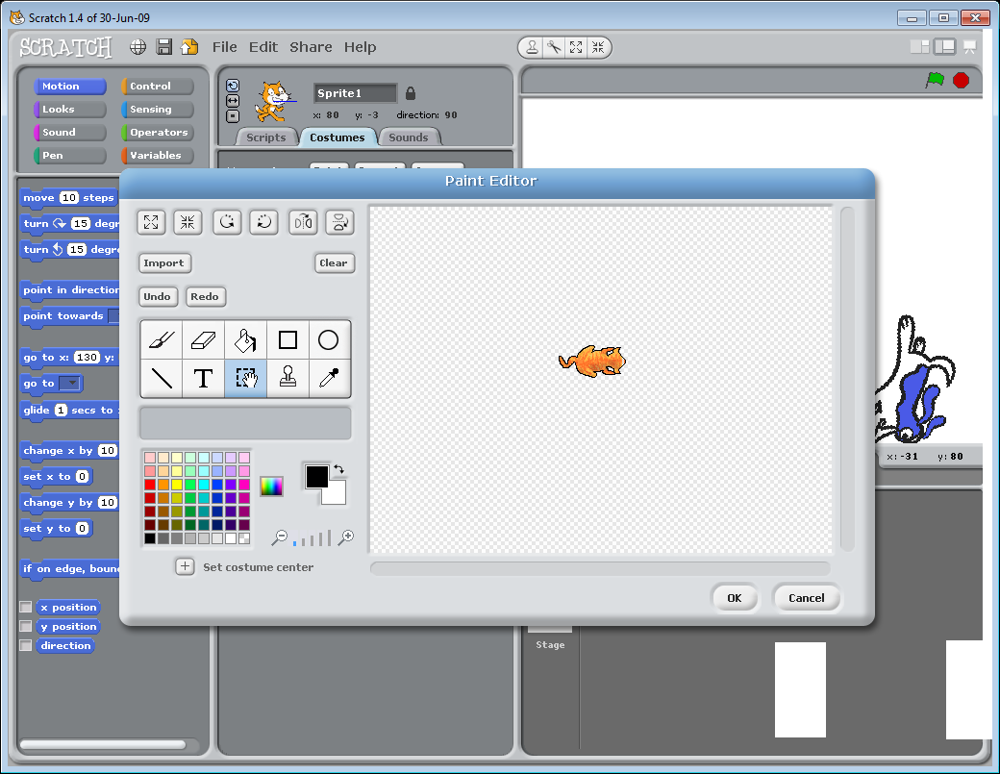 Scratch 1.4 of 30-Jun-09
SCRATCH File Edit Share Help
Motion Control
Looks Sensing
Sound Operators
Pen Variables
Sprite1
x: 80 y: -3 direction: 90
Scripts Costumes Sounds
Paint Editor
move 10 steps
turn 15 degr
turn 15 degre
point in direction
point towards
go to x: 130 y:
go to
glide 1 secs to
change x by 10
set x to 0
change y by 10
set y to 0
if on edge, boun
x position
y position
direction
Import Clear
Undo Redo
T
Set costume center
OK Cancel
x: -31 y: 80
Stage